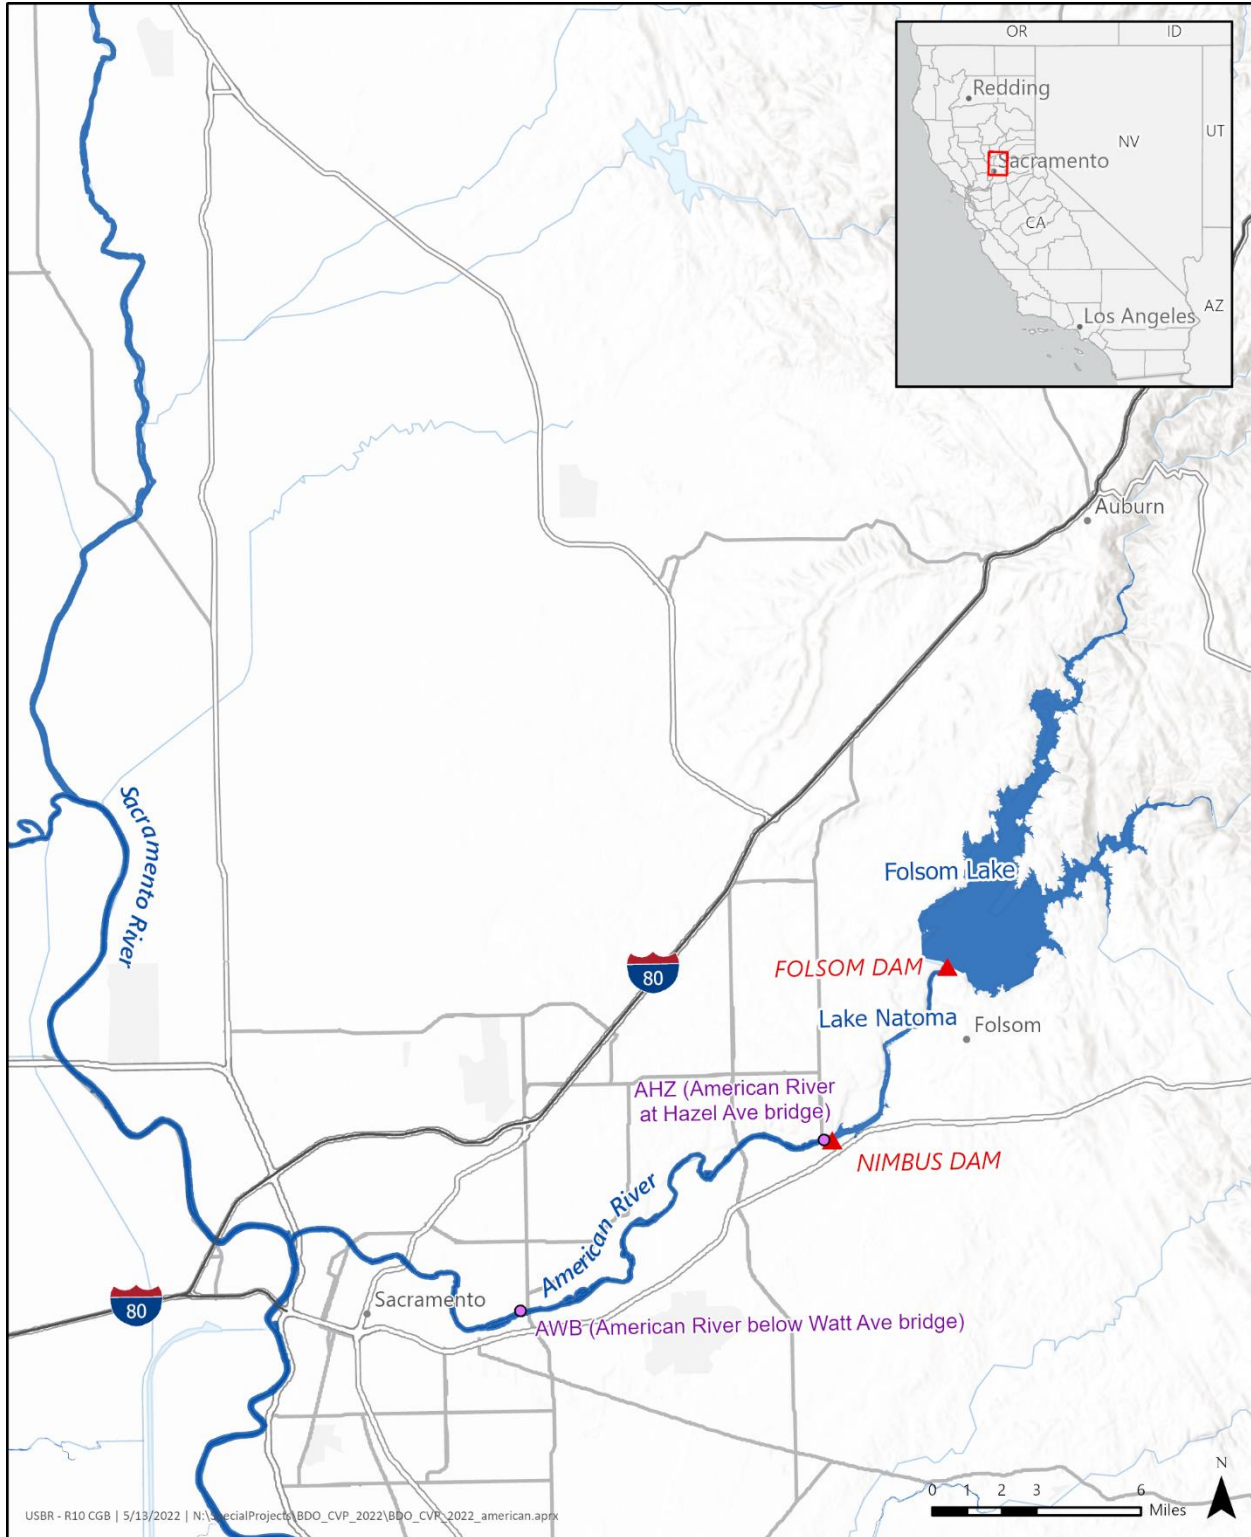 OR
ID
Redding
NV
UT
Sacramento
CA
AZ
Los Angeles
Auburn
Sacramento River
Folsom Lake
80
FOLSOM DAM
Lake Natoma
Folsom
AHZ (American River
at Hazel Ave bridge)
NIMBUS DAM
American River
80
Sacramento
AWB (American River below Watt Ave bridge)
N
0 1 2 3 6
Miles
USBR - R10 CGB | 5/13/2022 | N:\SpecialProjects\BDO_CVP_2022\BDO_CVP_2022_american.aprx